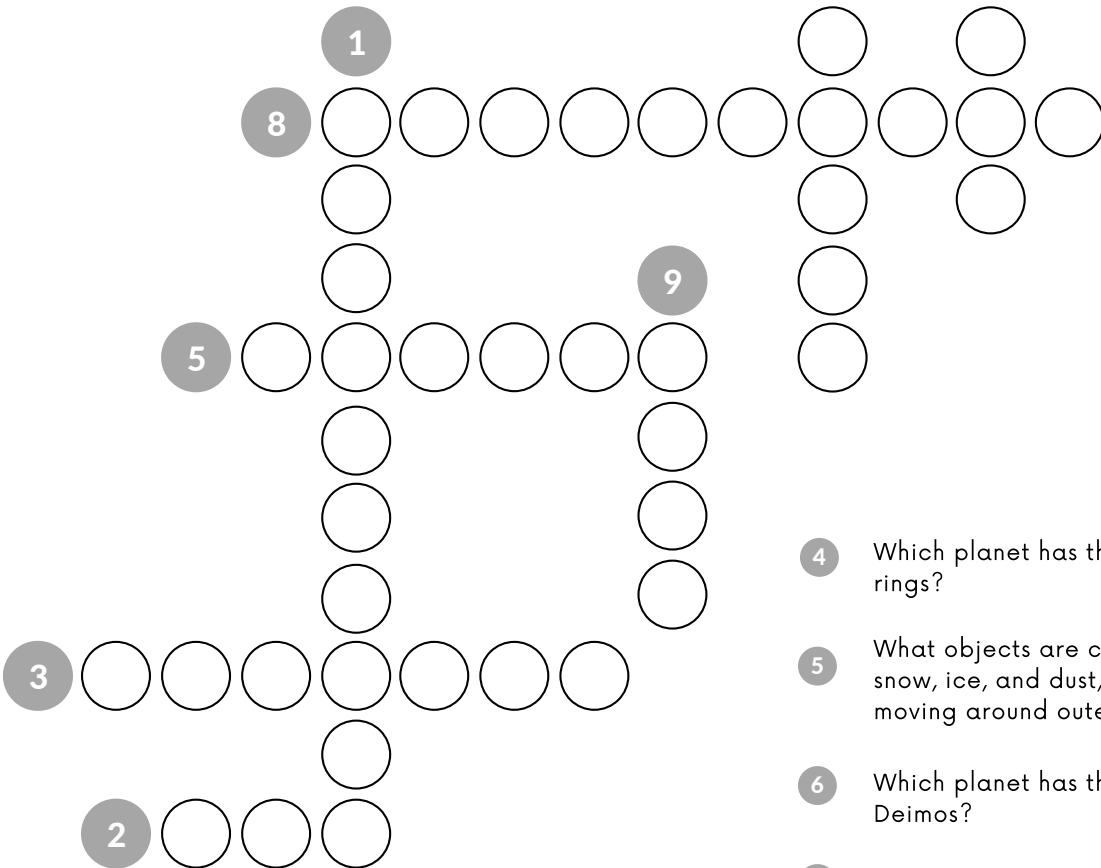 1
8
9
5
3
2
4 Which planet has th
rings?
5 What objects are c
snow, ice, and dust,
moving around oute
6 Which planet has th
Deimos?